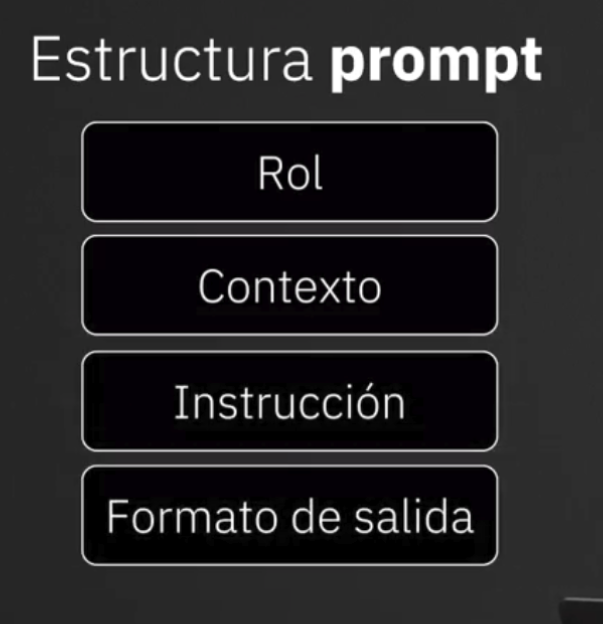 Estructura prompt
Rol
Contexto
Instrucción
Formato de salida